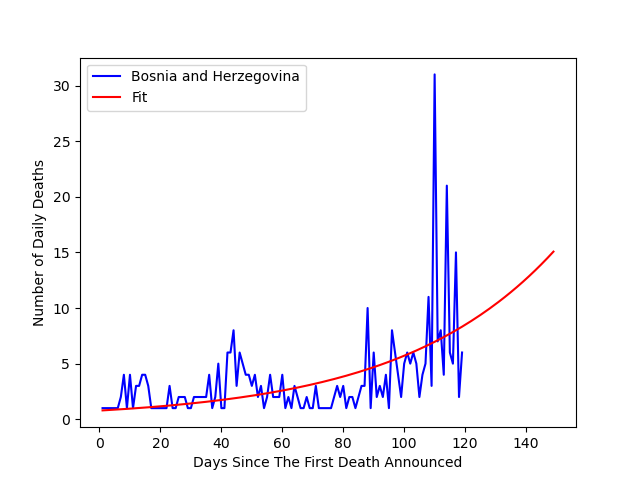 Bosnia and Herzegovina
Fit
30
25
20
15
10
5
0
Number of Daily Deaths
0 20 40 60 80 100 120 140
Days Since The First Death Announced